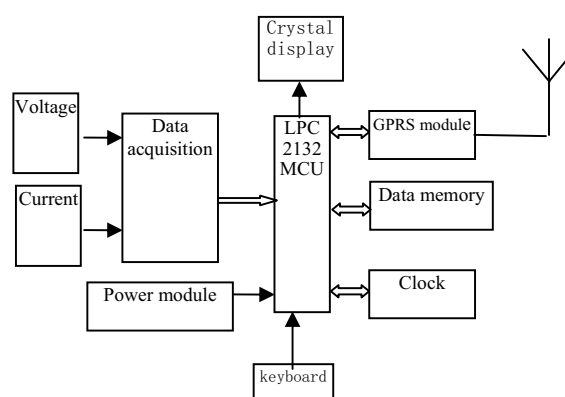 Crystal
display
Voltage
Data
acquisition
LPC
2132
MCU
GPRS module
Current
Data memory
Power module
Clock
keyboard